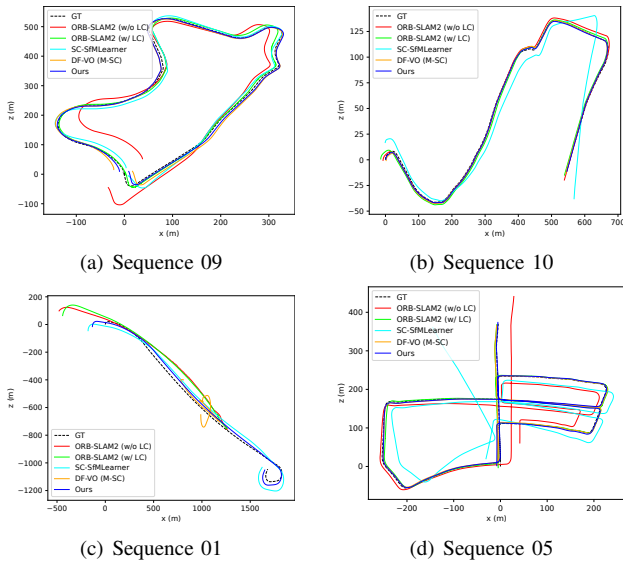 GT
ORB-SLAM2 (w/o LC)
ORB-SLAM2 (w/ LC)
SC-SfMLearner
DF-VO (M-SC)
Ours
500
400
300
200
100
0
−100
z (m)
−100
0
100
200
300
x (m)
(a) Sequence 09
GT
ORB-SLAM2 (w/o LC)
ORB-SLAM2 (w/ LC)
SC-SfMLearner
DF-VO (M-SC)
Ours
125
100
75
50
25
0
−25
−50
z (m)
0
100
200
300
400
500
600
700
x (m)
(b) Sequence 10
200
0
−200
−400
−600
−800
−1000
−1200
z (m)
GT
ORB-SLAM2 (w/o LC)
ORB-SLAM2 (w/ LC)
SC-SfMLearner
DF-VO (M-SC)
Ours
−500
0
500
1000
1500
x (m)
(c) Sequence 01
GT
ORB-SLAM2 (w/o LC)
ORB-SLAM2 (w/ LC)
SC-SfMLearner
DF-VO (M-SC)
Ours
400
300
200
100
0
z (m)
−200
−100
0
100
200
x (m)
(d) Sequence 05